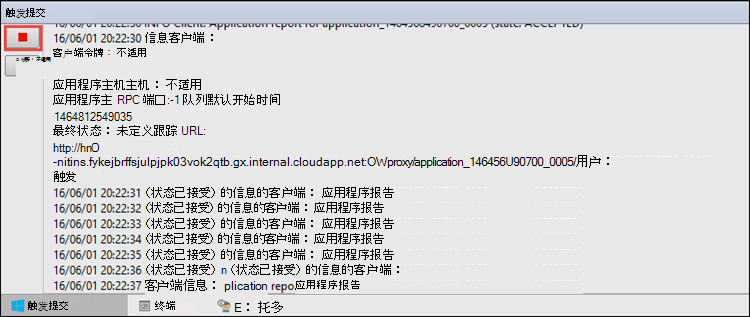 触发提交
16/06/01 20:22:30 INFO Client: Application report for application_1464566490700_0005 (state: ACCEPTED)
16/06/01 20:22:30 信息客户端：
客户端令牌： 不适用
应用程序主机主机： 不适用
应用程序主 RPC 端口:-1 队列默认开始时间
1464812549035
最终状态： 未定义跟踪 URL:
http://hnO
-nitins.fykejbrffsjulpjpk03vok2qtb.gx.internal.cloudapp.net:OWproxy/application_146456U90700_0005/用户：
触发
16/06/01 20:22:31 (状态已接受) 的信息的客户端： 应用程序报告
16/06/01 20:22:32 (状态已接受) 的信息的客户端： 应用程序报告
16/06/01 20:22:33 (状态已接受) 的信息的客户端： 应用程序报告
16/06/01 20:22:34 (状态已接受) 的信息的客户端： 应用程序报告
16/06/01 20:22:35 (状态已接受) 的信息的客户端： 应用程序报告
16/06/01 20:22:36 (状态已接受) n (状态已接受) 的信息的客户端：
16/06/01 20:22:37 客户端信息： plication repo应用程序报告
触发提交 终端 E： 托多